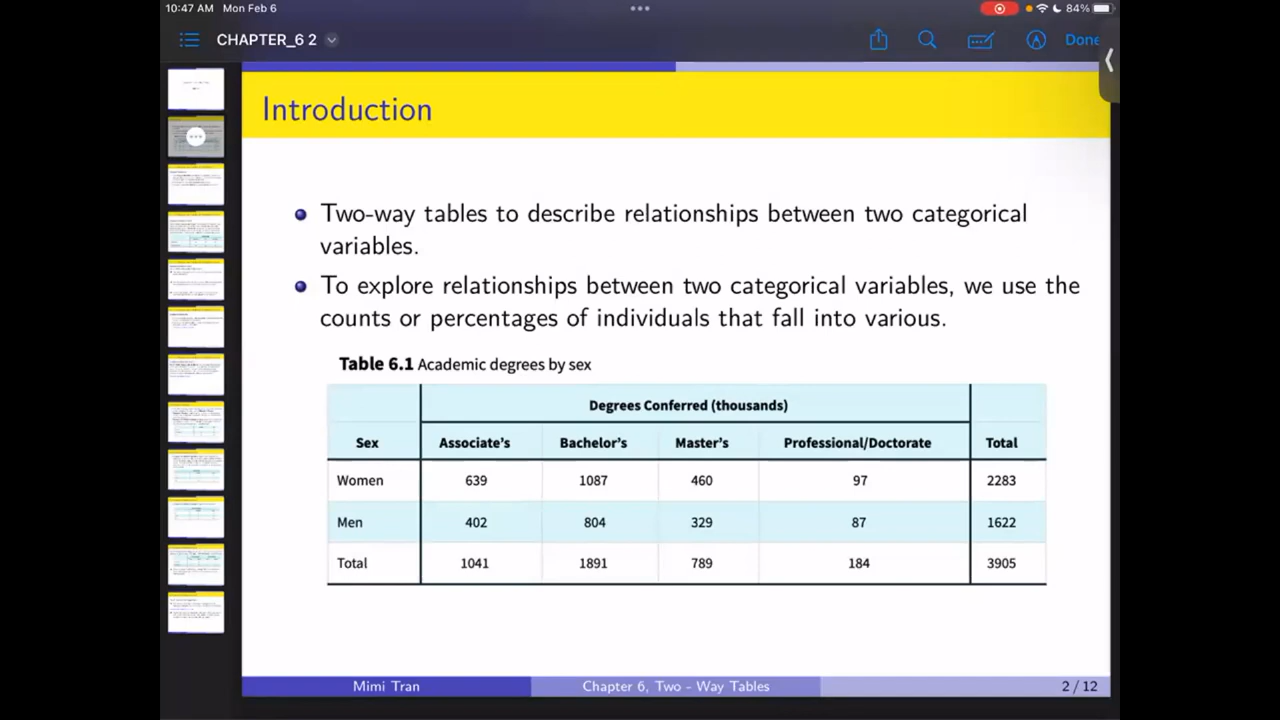 10:47 AM Mon Feb 6
84%
CHAPTER_6 2
Done
Introduction
Two-way tables to describe relationships between two categorical
variables.
To explore relationships between two categorical variables, we use the
counts or percentages of individuals that fall into various.
Table 6.1 Academic degrees by sex
Degrees Conferred (thousands)
Sex Associate's Bachelor's Master's Professional/Doctorate Total
Women 639 1087 460 97 2283
Men 402 804 329 87 1622
Total 1041 1891 789 184 3905
Mimi Tran Chapter 6, Two - Way Tables 2 / 12